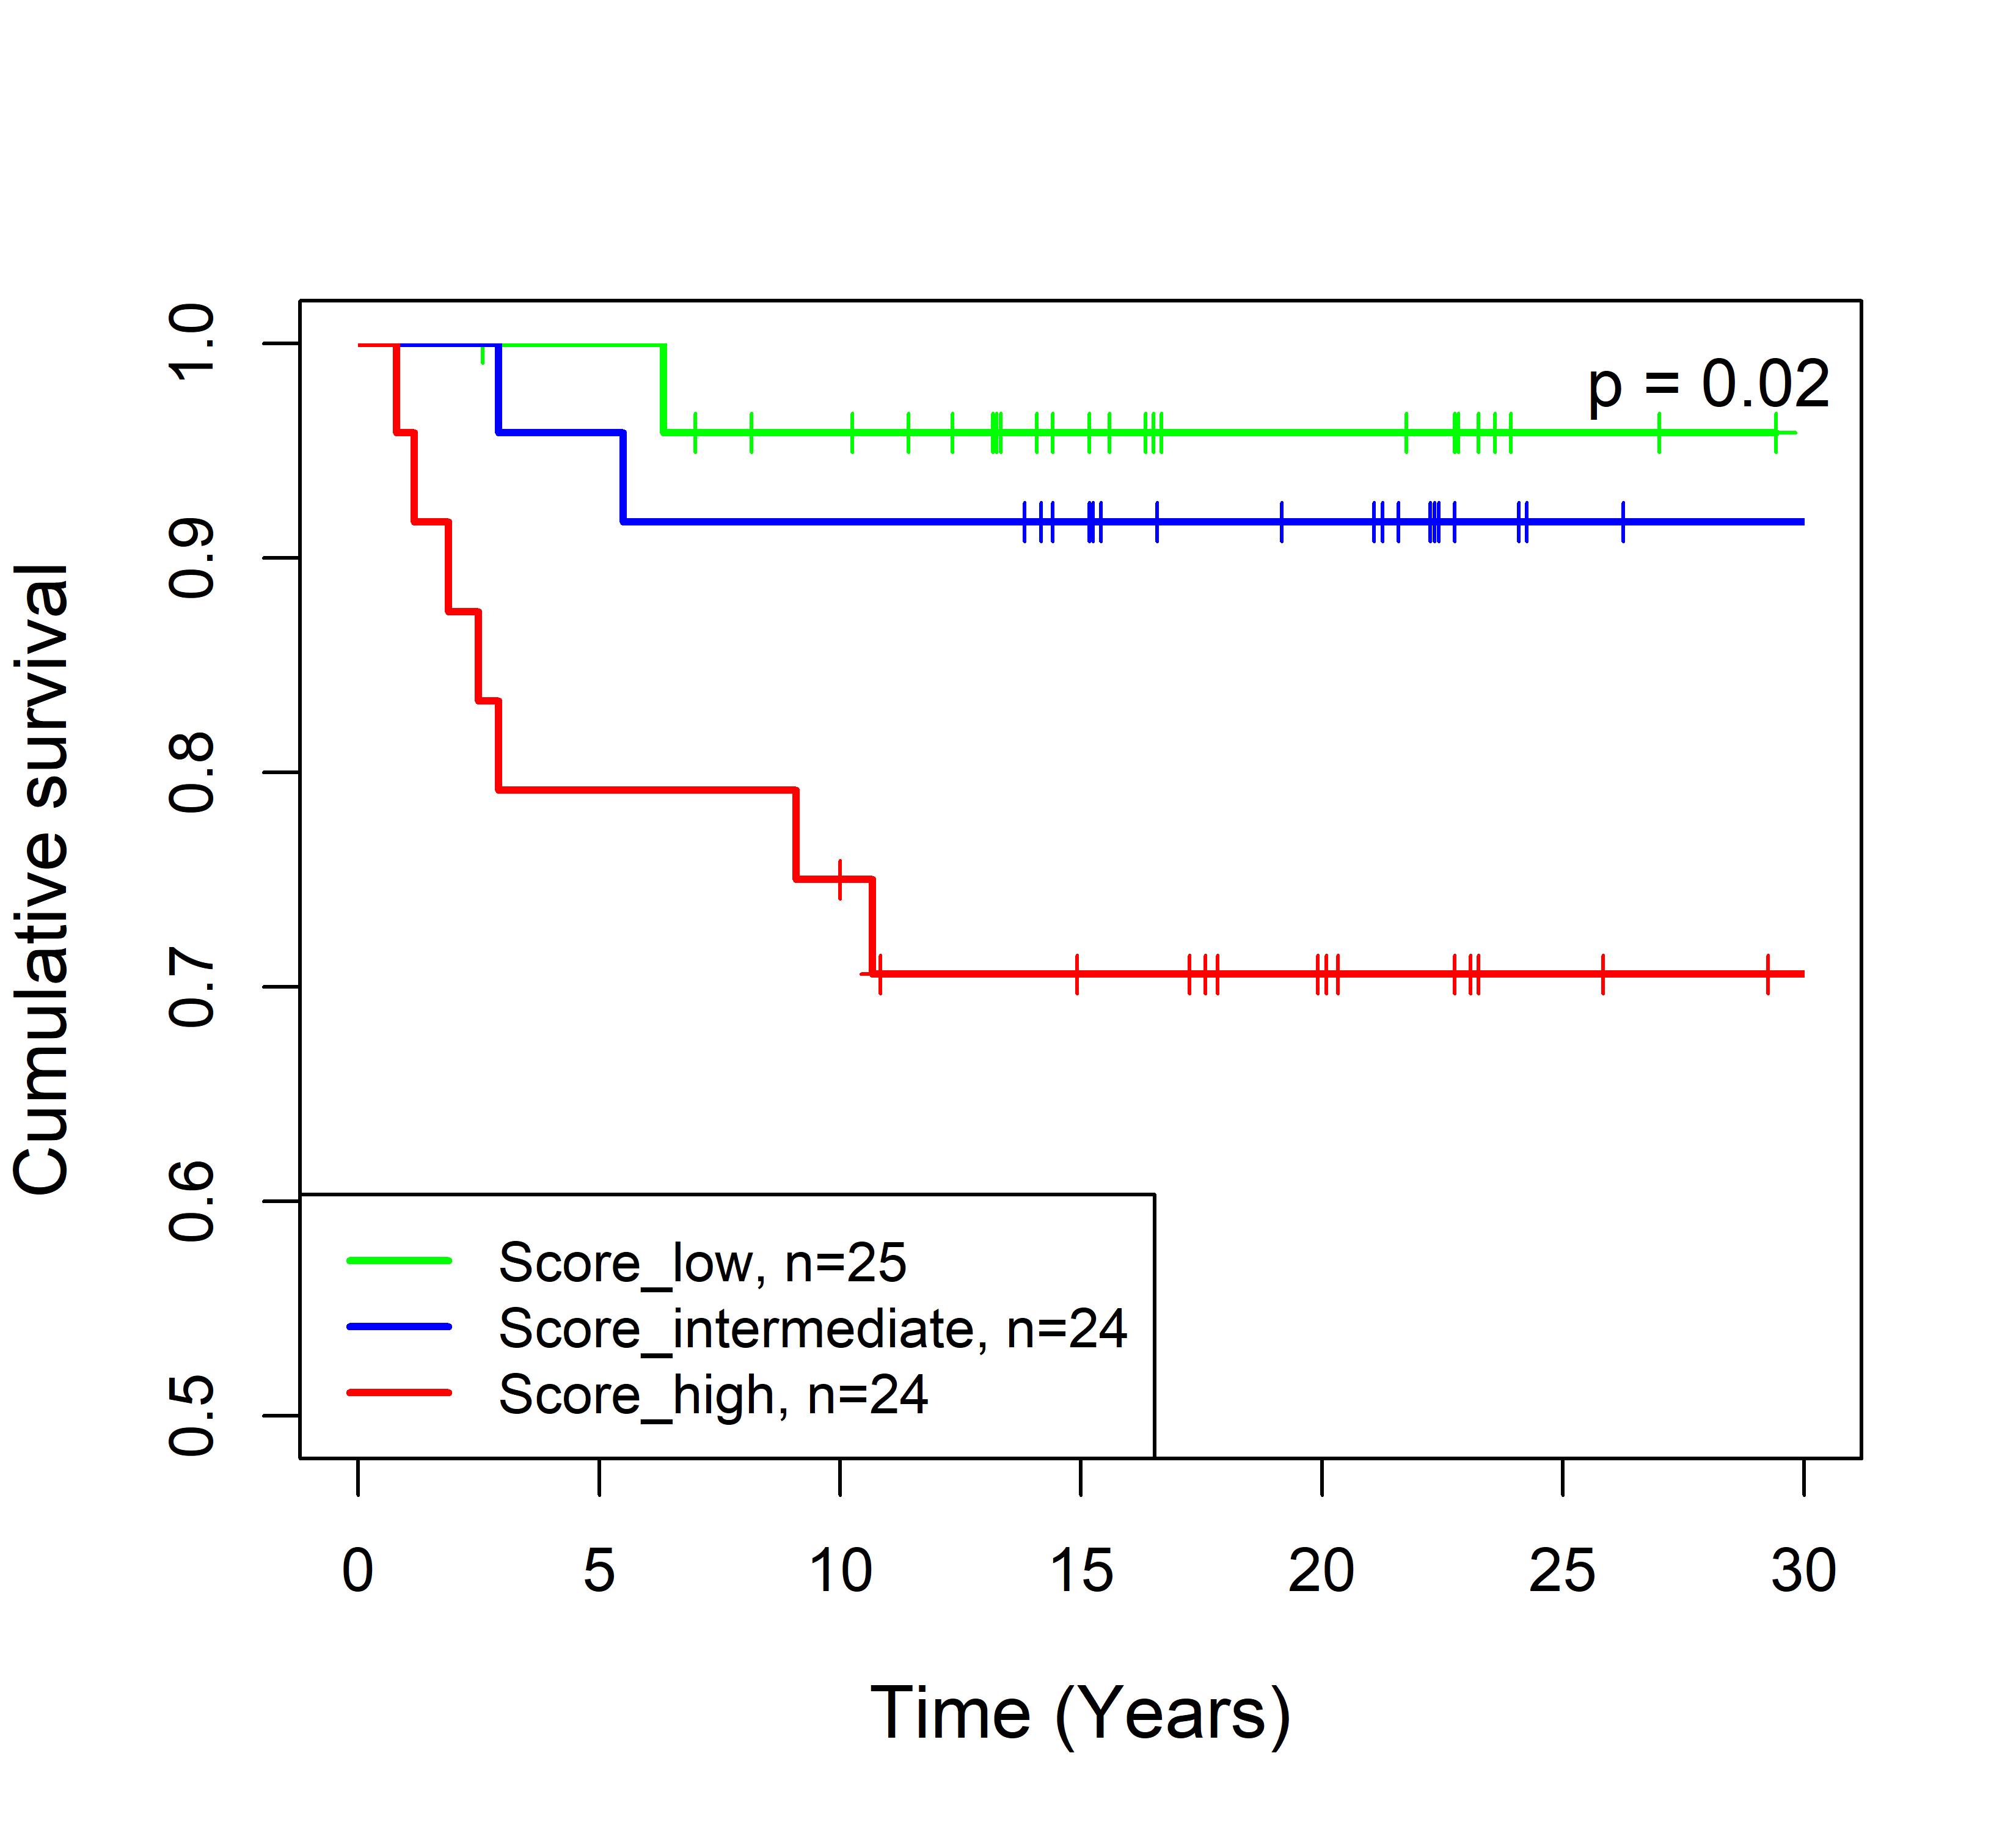 Cumulative survival
1.0
0.9
0.8
0.7
0.6
0.5
p = 0.02
Score_low, n=25
Score_intermediate, n=24
Score_high, n=24
0 5 10 15 20 25 30
Time (Years)